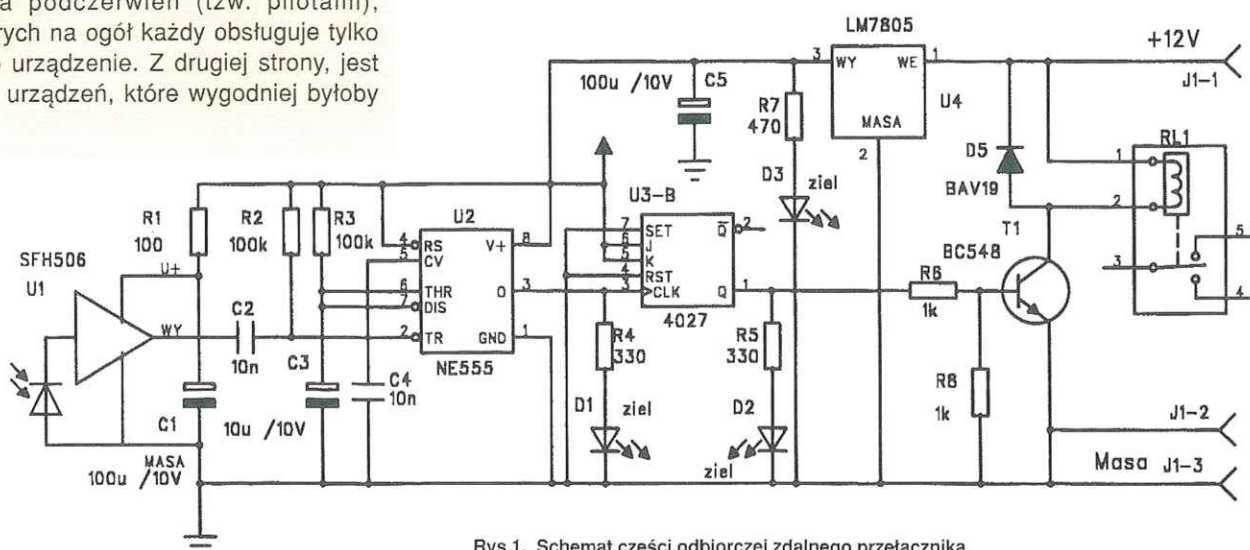 a podczerwień (tzw. pilotami),
rych na ogół każdy obsługuje tylko
urządzenie. Z drugiej strony, jest
urządzeń, które wygodniej byłoby
LM7805
+12V
J1-1
3 WY WE 1
MASA
2
U4
100u /10V
C5
R7
470
D3
ziel
D5
BAV19
RL1
1
2
3
5
4
T1
BC548
SFH506
U1
U+
WY
R1
100
R2
100k
R3
100k
C2
10n
C3
C1
10u /10V
MASA
100u /10V
C4
10n
U2
4 RS V+ 8
5 CV
6 THR O 3
7 DIS
2 TR GND 1
NE555
U3-B
7 SET Q 2
6 J
5 K
4 RST
3 CLK Q 1
4027
R4
330
D1
ziel
R5
330
D2
ziel
R6
1k
R8
1k
J1-2
Masa J1-3
Rys.1. Schemat części odbiorczej zdalnego przełącznika